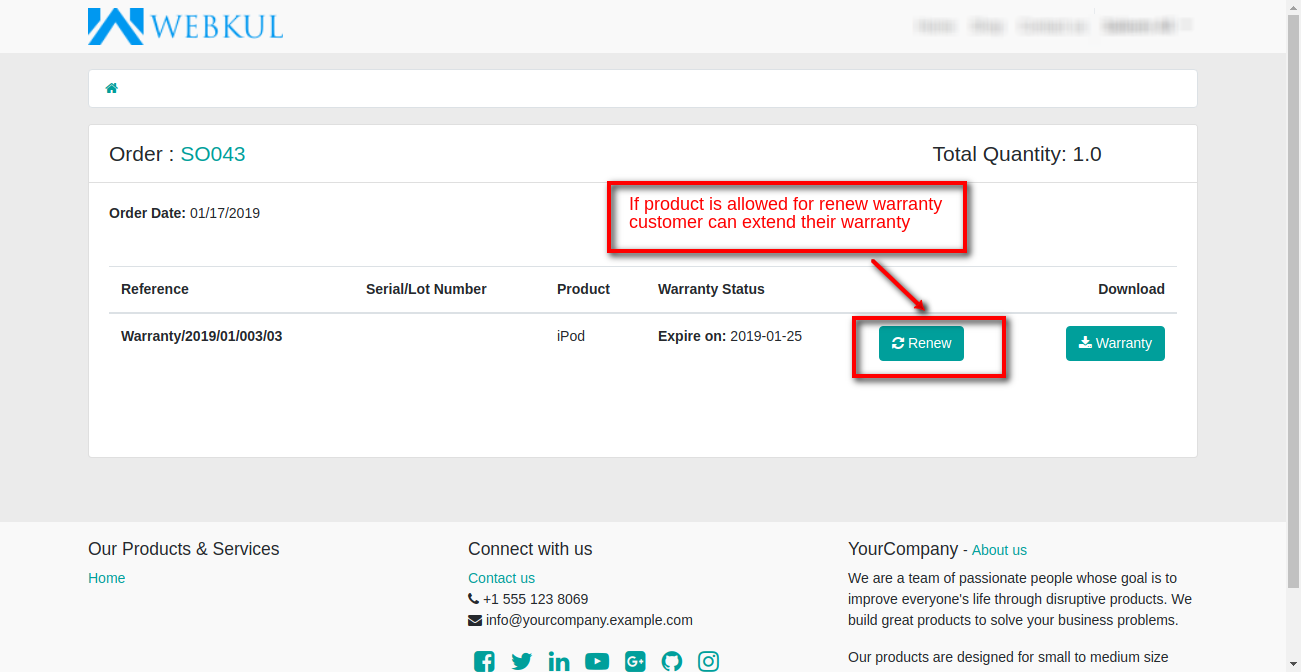 WEBKUL
Order : SO043
Total Quantity: 1.0
Order Date: 01/17/2019
If product is allowed for renew warranty
customer can extend their warranty
Reference Serial/Lot Number Product Warranty Status Download
Warranty/2019/01/003/03 iPod Expire on: 2019-01-25 Renew Warranty
Our Products & Services
Home
Connect with us
Contact us
+1 555 123 8069
info@yourcompany.example.com
YourCompany - About us
We are a team of passionate people whose goal is to
improve everyone's life through disruptive products. We
build great products to solve your business problems.
Our products are designed for small to medium size